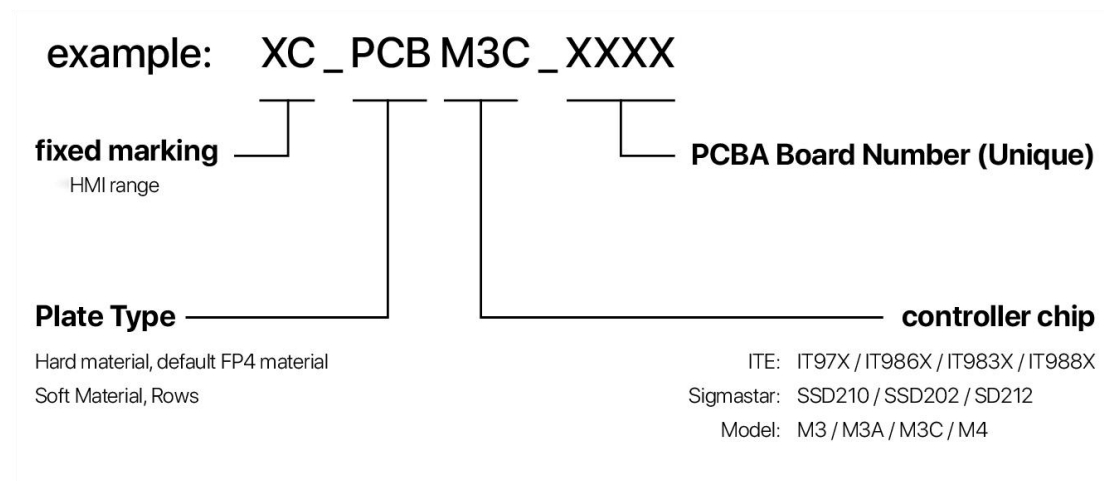 example: XC _ PCB M3C _ XXXX
fixed marking
HMI range
PCBA Board Number (Unique)
Plate Type
Hard material, default FP4 material
Soft Material, Rows
controller chip
ITE: IT97X / IT986X / IT983X / IT988X
Sigmastar: SSD210 / SSD202 / SD212
Model: M3 / M3A / M3C / M4